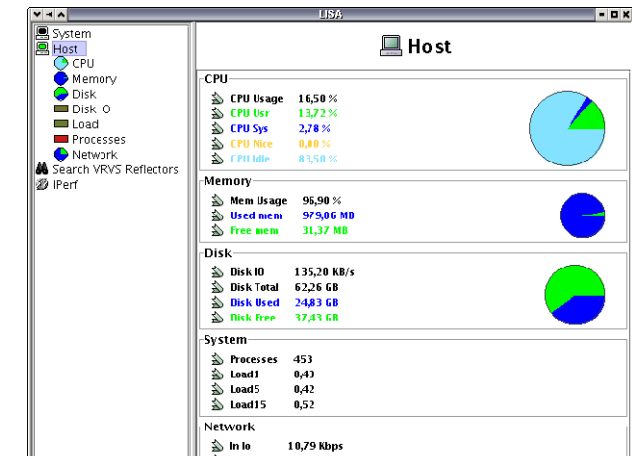 LISA
System
Host
CPU
Memory
Disk
Disk O
Load
Processes
Network
Search VRVS Reflectors
IPerf
Host
CPU
CPU Usage 16,50 %
CPU Usr 13,72 %
CPU Sys 2,78 %
CPU Nice 0,00 %
CPU Idle 83,50 %
Memory
Mem Usage 96,90 %
Used mem 979,06 MB
Free mem 31,37 MB
Disk
Disk IO 135,20 KB/s
Disk Total 62,26 GB
Disk Used 24,83 GB
Disk Free 37,43 GB
System
Processes 453
Load1
Load5 0,42
Load15 0,52
Network
In Io 10,79 Kbps